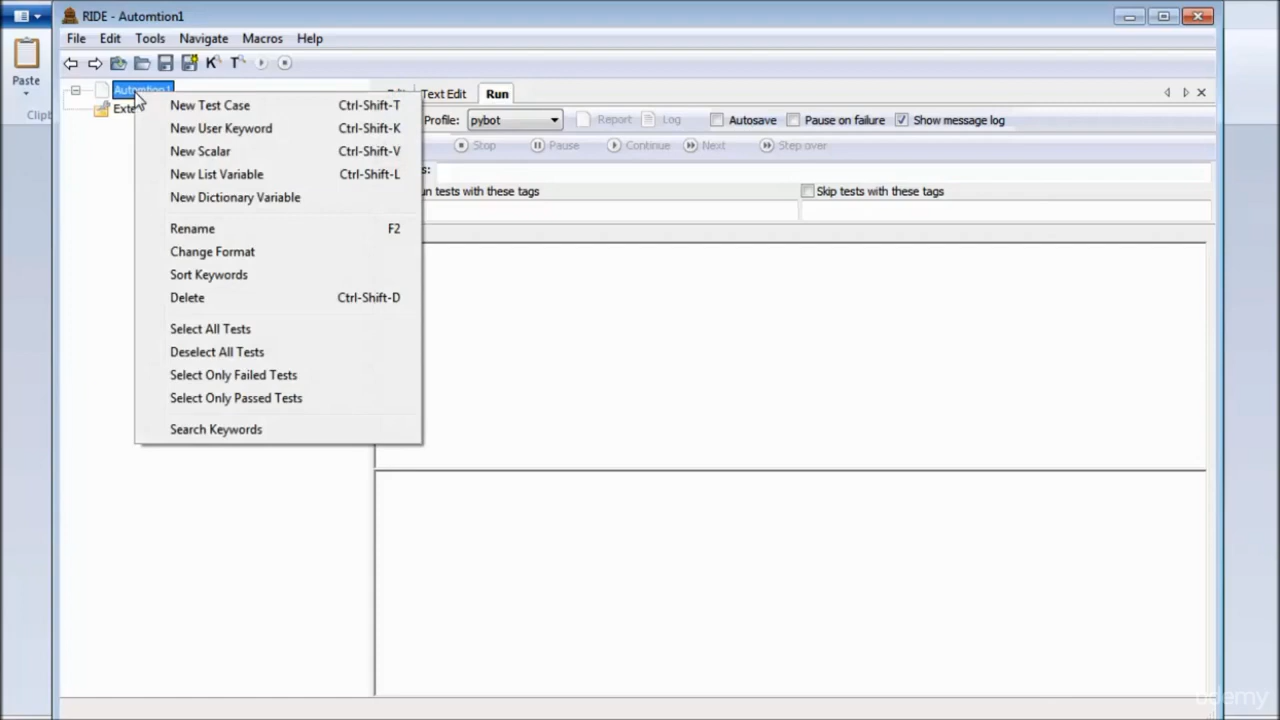 RIDE - Automtion1
File Edit Tools Navigate Macros Help
Paste
K T
Automtion1
Text Edit Run
New Test Case Ctrl-Shift-T
Profile: pybot Report Log Autosave Pause on failure Show message log
New User Keyword Ctrl-Shift-K
New Scalar Ctrl-Shift-V
Stop Pause Continue Next Step over
New List Variable Ctrl-Shift-L
New Dictionary Variable
Skip tests with these tags
tests with these tags
Rename F2
Change Format
Sort Keywords
Delete Ctrl-Shift-D
Select All Tests
Deselect All Tests
Select Only Failed Tests
Select Only Passed Tests
Search Keywords
udemy